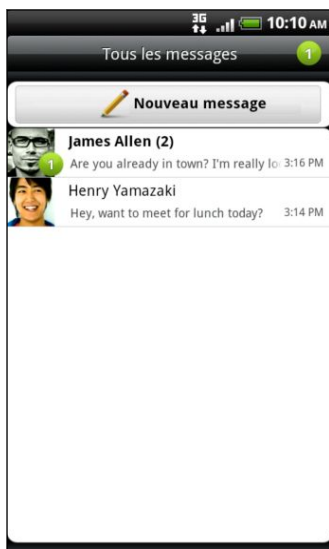 3G 10:10 AM
Tous les messages 1
Nouveau message
James Allen (2)
1 Are you already in town? I'm really lo 3:16 PM
Henry Yamazaki
Hey, want to meet for lunch today? 3:14 PM